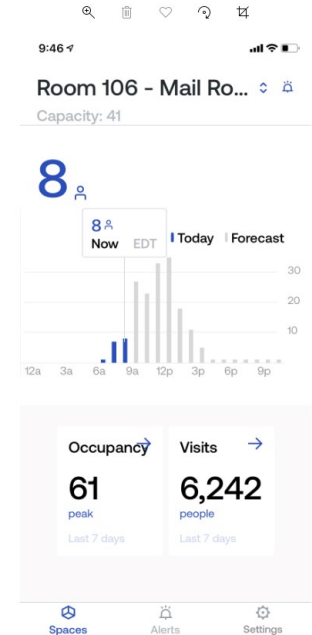 9:46
Room 106 - Mail Ro...
Capacity: 41
8
8
Now EDT
Today Forecast
30
20
10
12a 3a 6a 9a 12p 3p 6p 9p
Occupancy Visits
61 6,242
peak people
Last 7 days Last 7 days
Spaces Alerts Settings